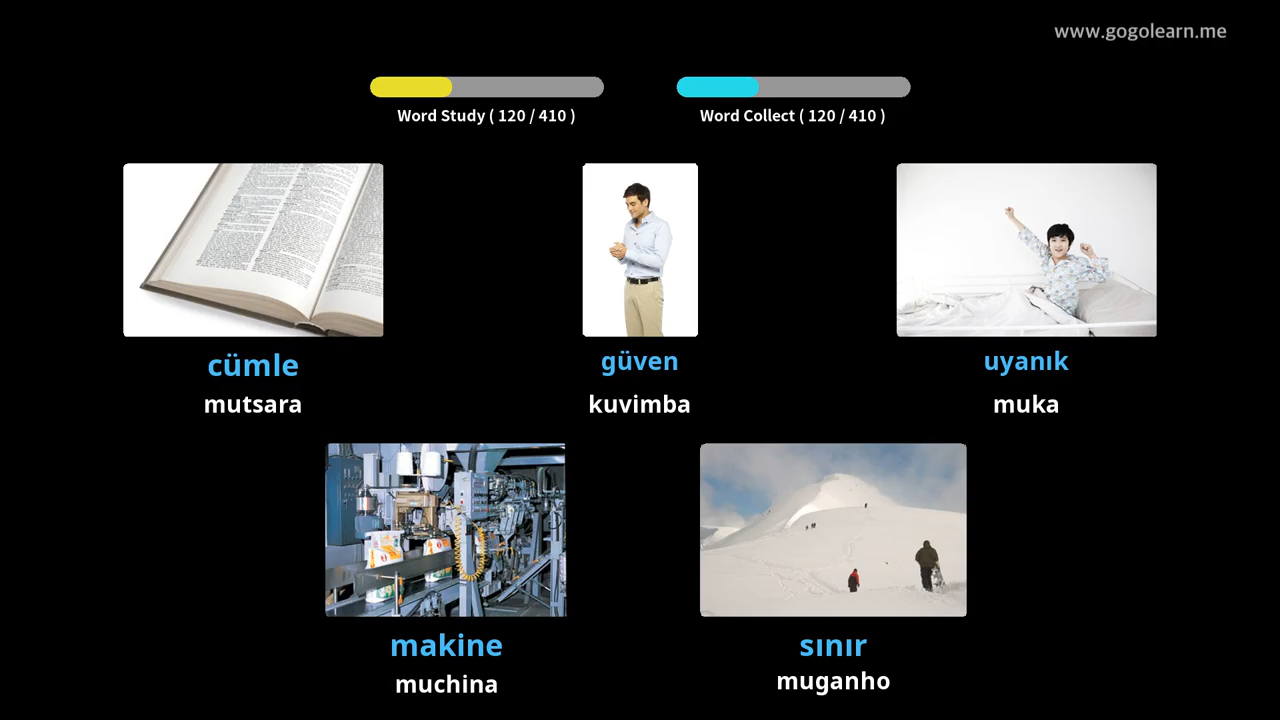 www.gogolearn.me
Word Study ( 120 / 410 )
Word Collect ( 120 / 410 )
cümle
mutsara
güven
kuvimba
uyanık
muka
makine
muchina
sınır
muganho